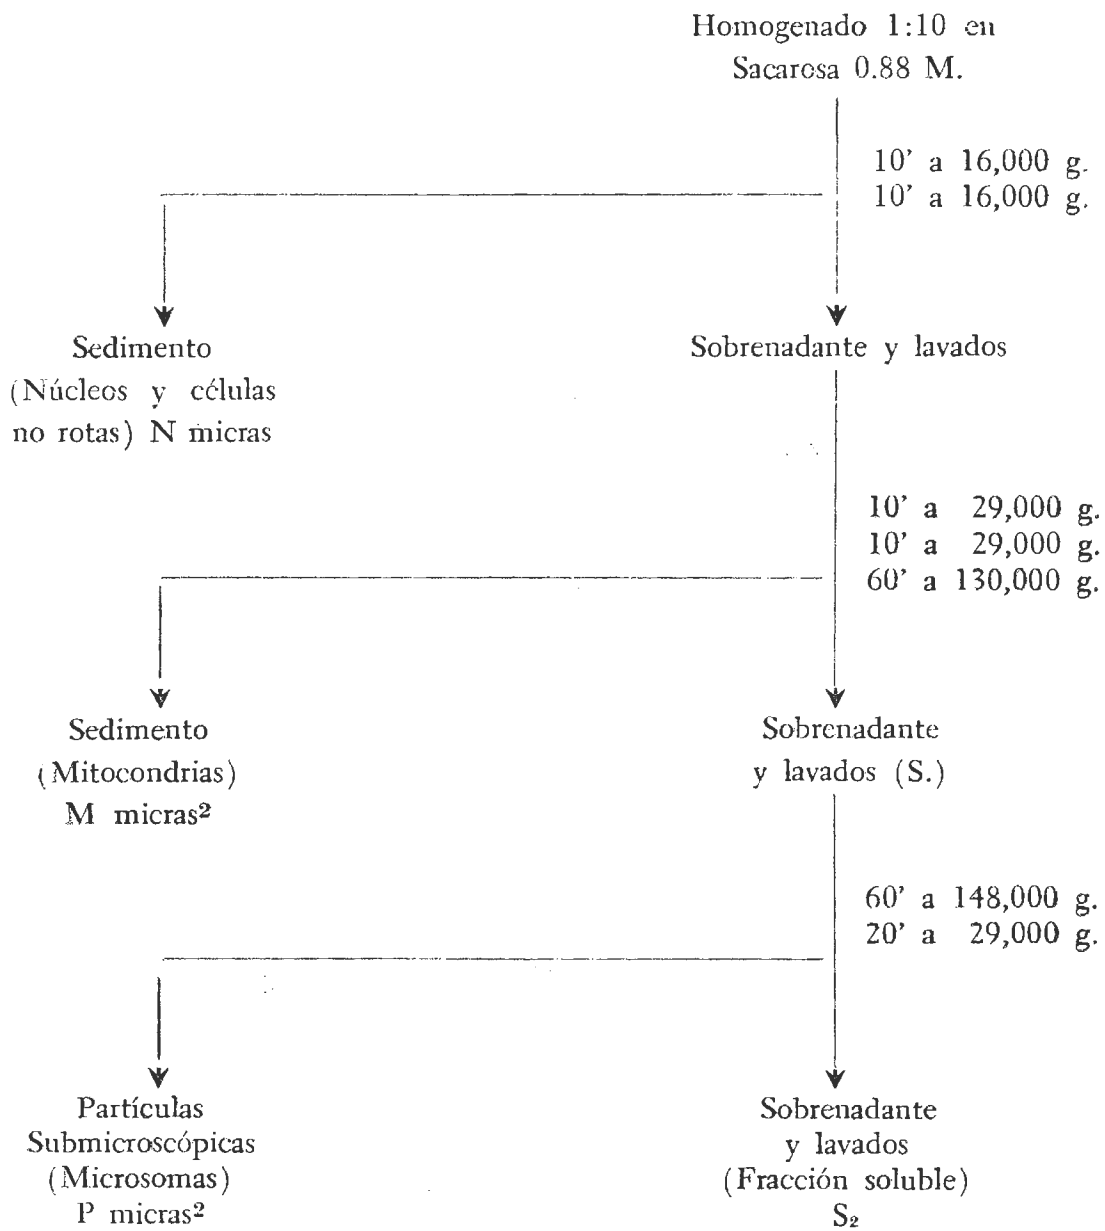 Homogenado 1:10 en
Sacarosa 0.88 M.
10' a 16,000 g.
10' a 16,000 g.
Sedimento
(Núcleos y células
no rotas) N micras
Sobrenadante y lavados
10' a 29,000 g.
10' a 29,000 g.
60' a 130,000 g.
Sedimento
(Mitocondrias)
M micras²
Sobrenadante
y lavados (S.)
60' a 148,000 g.
20' a 29,000 g.
Partículas
Submicroscópicas
(Microsomas)
P micras²
Sobrenadante
y lavados
(Fracción soluble)
S₂